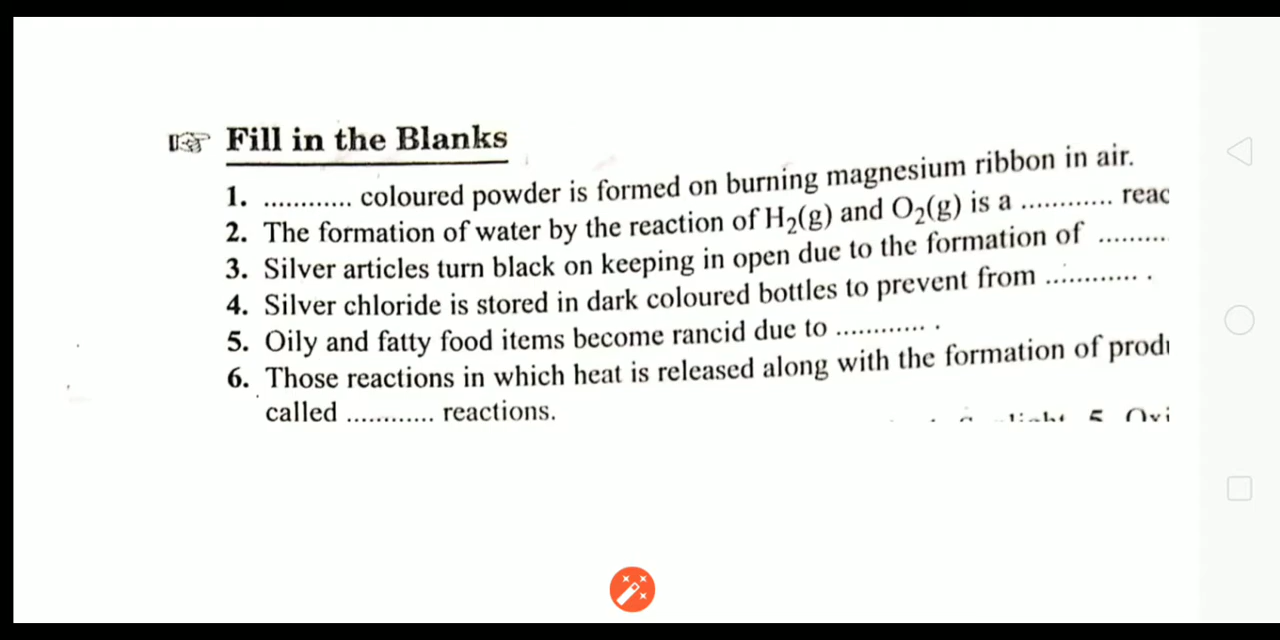 ☞ Fill in the Blanks
1. ............ coloured powder is formed on burning magnesium ribbon in air.
2. The formation of water by the reaction of H₂(g) and O₂(g) is a ............ reac
3. Silver articles turn black on keeping in open due to the formation of .........
4. Silver chloride is stored in dark coloured bottles to prevent from ............ .
5. Oily and fatty food items become rancid due to ............ .
6. Those reactions in which heat is released along with the formation of prod
called ............ reactions.
light 5 Oxi